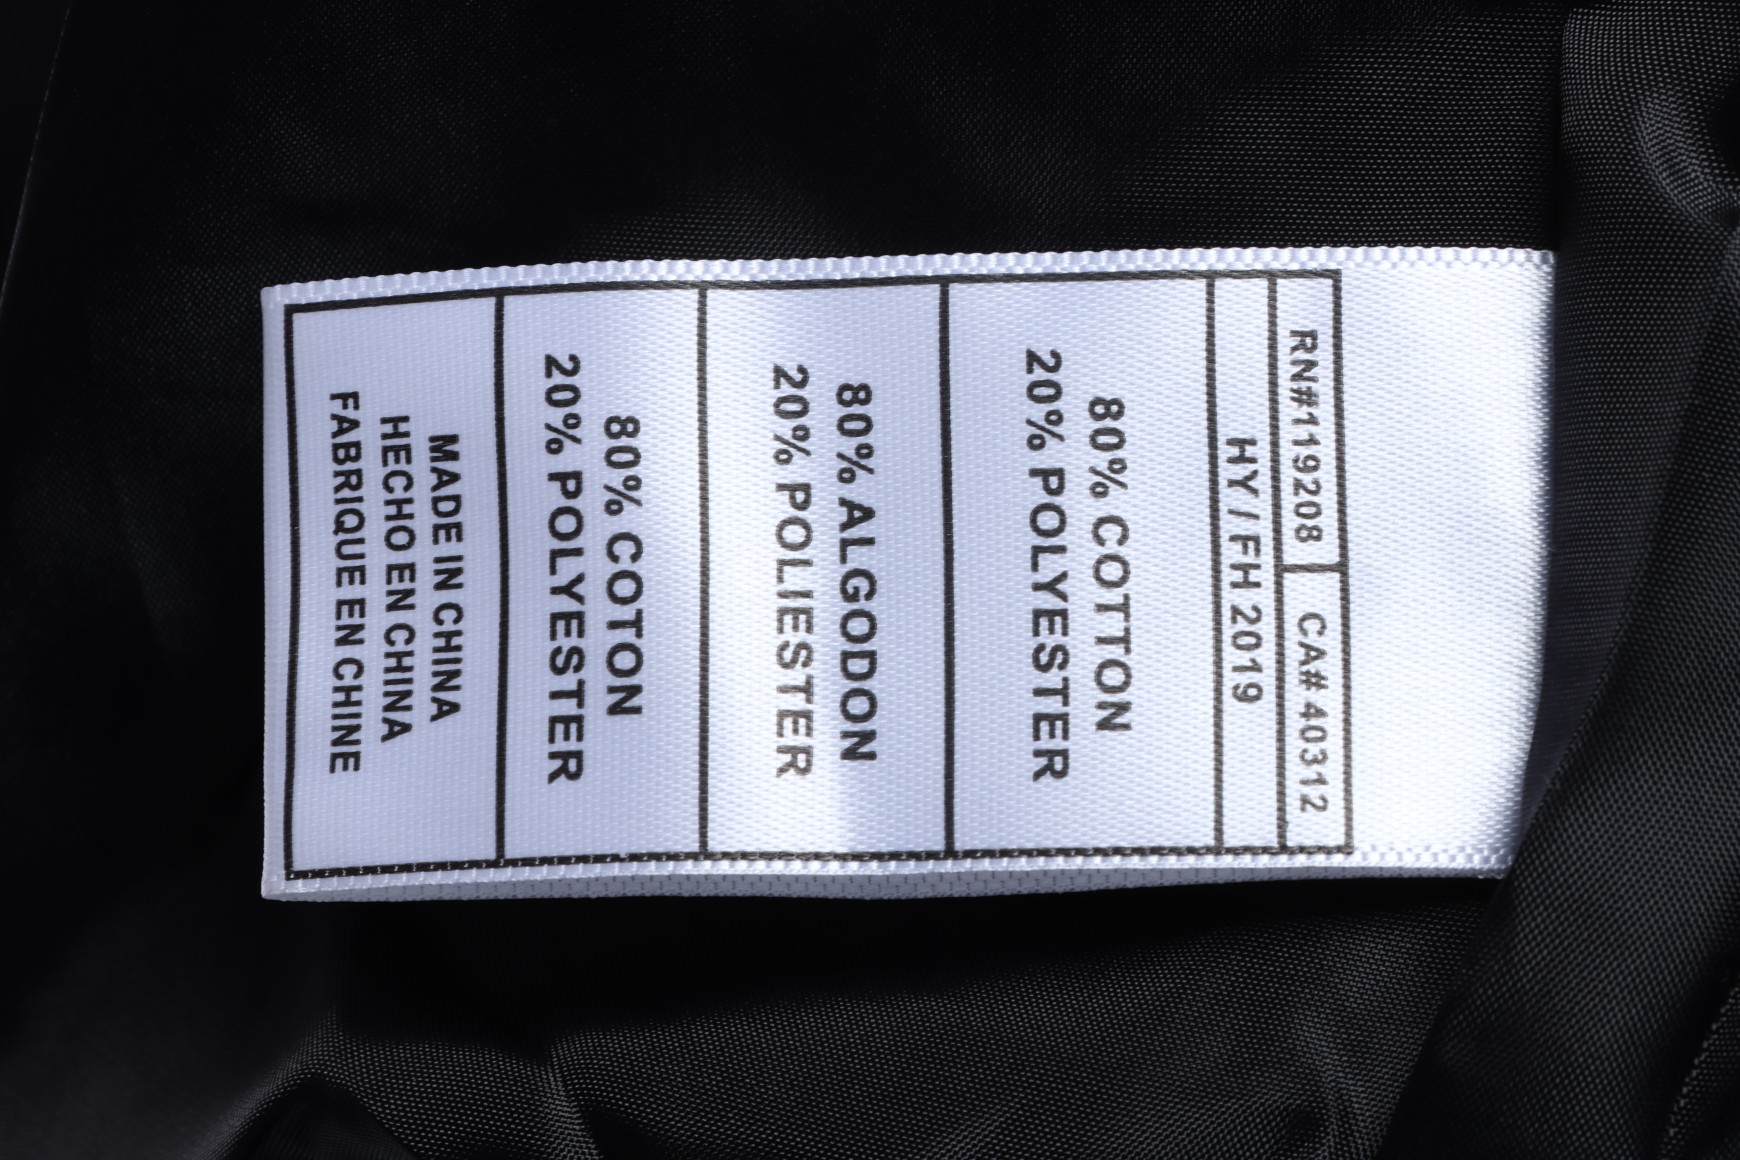 RN#119208 CA# 40312
HY / FH 2019
80% COTTON
20% POLYESTER
80% ALGODON
20% POLIESTER
80% COTON
20% POLYESTER
MADE IN CHINA
HECHO EN CHINA
FABRIQUE EN CHINE